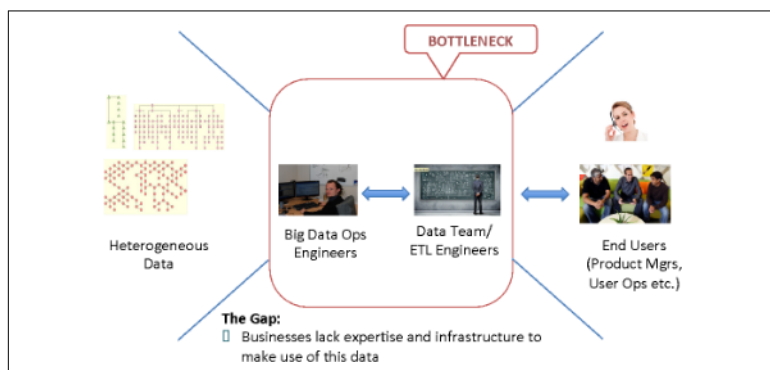 BOTTLENECK
Heterogeneous
Data
Big Data Ops
Engineers
Data Team/
ETL Engineers
End Users
(Product Mgrs,
User Ops etc.)
The Gap:
Businesses lack expertise and infrastructure to
make use of this data